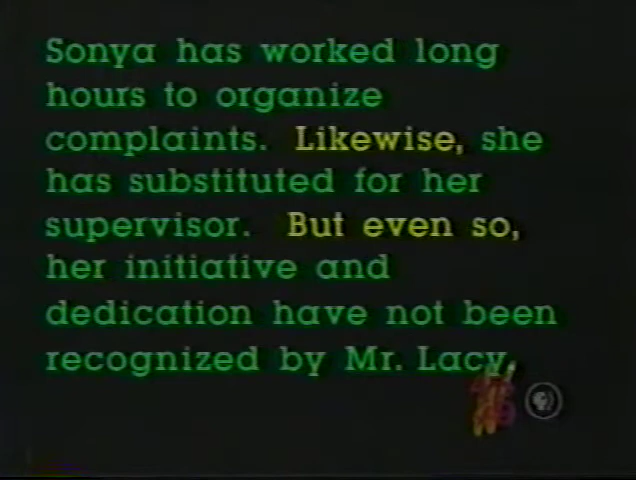 Sonya has worked long
hours to organize
complaints. Likewise, she
has substituted for her
supervisor. But even so,
her initiative and
dedication have not been
recognized by Mr. Lacy.